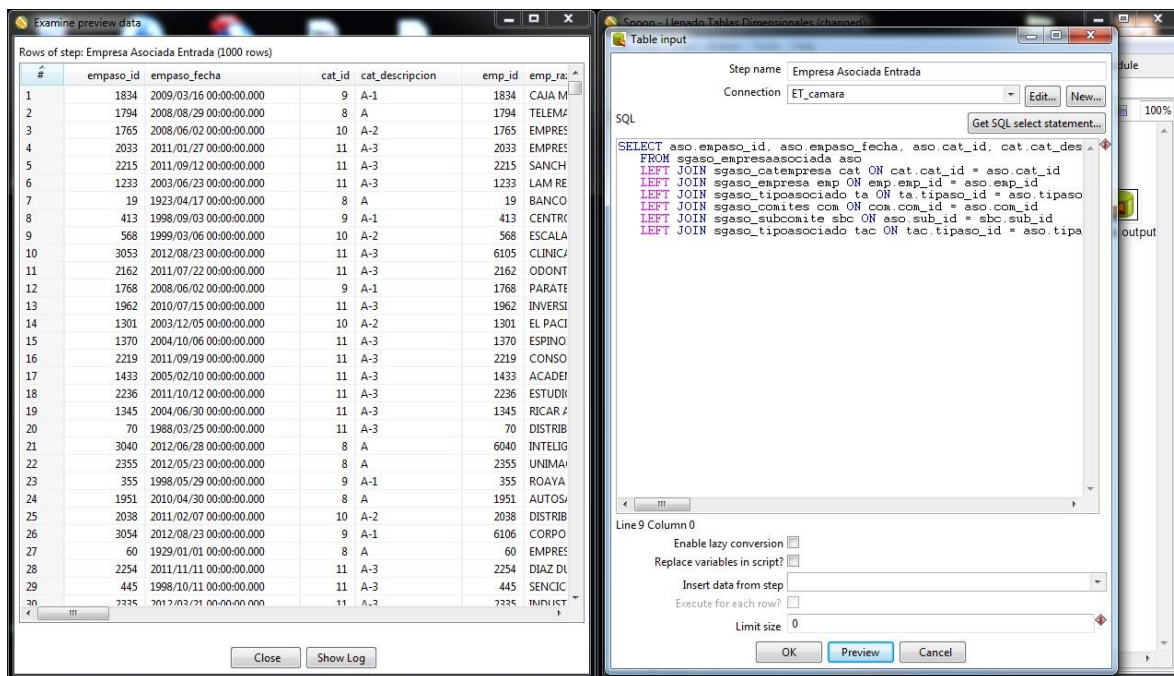 Examine preview data
Rows of step: Empresa Asociada Entrada (1000 rows)
# empaso_id empaso_fecha cat_id cat_descripcion emp_id emp_ra
1 1834 2009/03/16 00:00:00.000 9 A-1 1834 CAJA M
2 1794 2008/08/29 00:00:00.000 8 A 1794 TELEMA
3 1765 2008/06/02 00:00:00.000 10 A-2 1765 EMPRES
4 2033 2011/01/27 00:00:00.000 11 A-3 2033 EMPRES
5 2215 2011/09/12 00:00:00.000 11 A-3 2215 SANCH
6 1233 2003/06/23 00:00:00.000 11 A-3 1233 LAM RE
7 19 1923/04/17 00:00:00.000 8 A 19 BANCO
8 413 1998/09/03 00:00:00.000 9 A-1 413 CENTRO
9 568 1999/03/06 00:00:00.000 10 A-2 568 ESCALA
10 3053 2012/08/23 00:00:00.000 11 A-3 6105 CLINICA
11 2162 2011/07/22 00:00:00.000 11 A-3 2162 ODONT
12 1768 2008/06/02 00:00:00.000 9 A-1 1768 PARATE
13 1962 2010/07/15 00:00:00.000 11 A-3 1962 INVERSI
14 1301 2003/12/05 00:00:00.000 10 A-2 1301 EL PACI
15 1370 2004/10/06 00:00:00.000 11 A-3 1370 ESPINO
16 2219 2011/09/19 00:00:00.000 11 A-3 2219 CONSO
17 1433 2005/02/10 00:00:00.000 11 A-3 1433 ACADEM
18 2236 2011/10/12 00:00:00.000 11 A-3 2236 ESTUDI
19 1345 2004/06/30 00:00:00.000 11 A-3 1345 RICAR A
20 70 1988/03/25 00:00:00.000 11 A-3 70 DISTRIB
21 3040 2012/06/28 00:00:00.000 8 A 6040 INTELIG
22 2355 2012/05/23 00:00:00.000 8 A 2355 UNIMA
23 355 1998/05/29 00:00:00.000 9 A-1 355 ROAYA
24 1951 2010/04/30 00:00:00.000 8 A 1951 AUTOSA
25 2038 2011/02/07 00:00:00.000 10 A-2 2038 DISTRIB
26 3054 2012/08/23 00:00:00.000 9 A-1 6106 CORPO
27 60 1929/01/01 00:00:00.000 8 A 60 EMPRES
28 2254 2011/11/11 00:00:00.000 11 A-3 2254 DIAZ DU
29 445 1998/10/11 00:00:00.000 11 A-3 445 SENCIC
30 2335 2012/03/21 00:00:00.000 11 A-3 2335 INDUST
Close Show Log
Spoon - Llenado Tablas Dimensionales (changed)
Table input
Step name Empresa Asociada Entrada
Connection ET_camara Edit... New...
SQL Get SQL select statement...
SELECT aso.empaso_id, aso.empaso_fecha, aso.cat_id, cat.cat_des
FROM sgaso_empresaasociada aso
LEFT JOIN sgaso_catempresa cat ON cat.cat_id = aso.cat_id
LEFT JOIN sgaso_empresa emp ON emp.emp_id = aso.emp_id
LEFT JOIN sgaso_tipoasociado ta ON ta.tipaso_id = aso.tipaso
LEFT JOIN sgaso_comites com ON com.com_id = aso.com_id
LEFT JOIN sgaso_subcomite sbc ON aso.sub_id = sbc.sub_id
LEFT JOIN sgaso_tipoasociado tac ON tac.tipaso_id = aso.tipa
Line 9 Column 0
Enable lazy conversion
Replace variables in script?
Insert data from step
Execute for each row?
Limit size 0
OK Preview Cancel
dule
100%
output